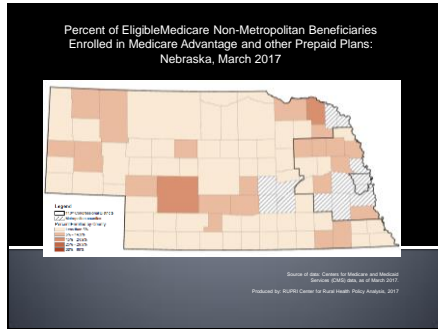 Percent of EligibleMedicare Non-Metropolitan Beneficiaries
Enrolled in Medicare Advantage and other Prepaid Plans:
Nebraska, March 2017
Legend
Source of data: Centers for Medicare and Medicaid
Services (CMS) data, as of March 2017.
Produced by: RUPRI Center for Rural Health Policy Analysis, 2017